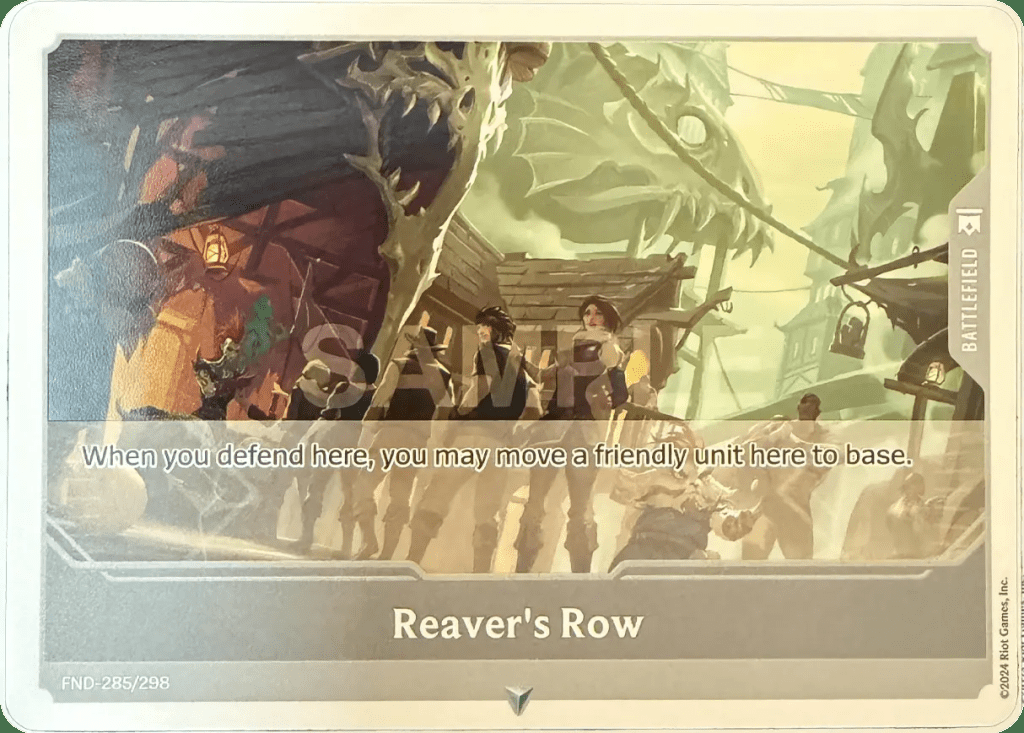 SAMPLE
BATTLEFIELD
When you defend here, you may move a friendly unit here to base.
Reaver's Row
FND-285/298
©2024 Riot Games, Inc.